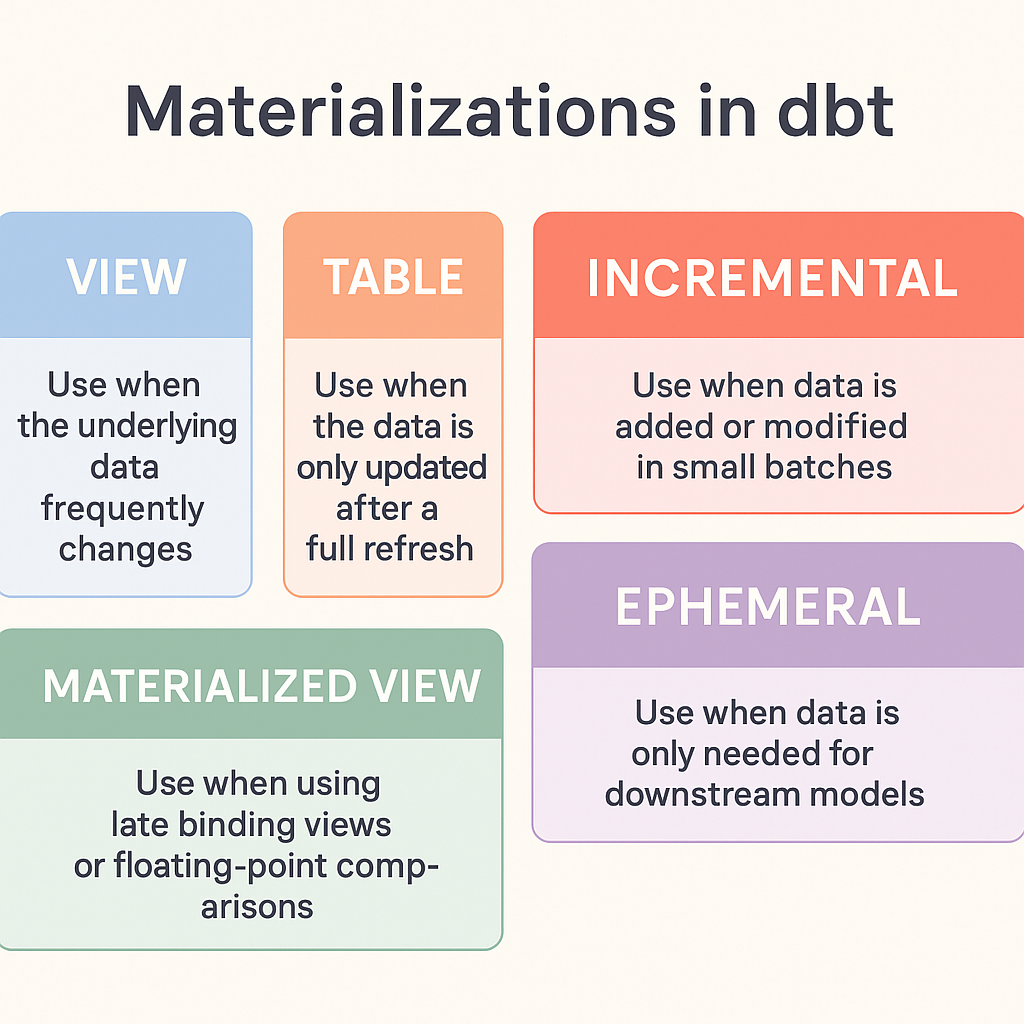 Materializations in dbt
VIEW
Use when
the underlying
data
frequently
changes
TABLE
Use when
the data is
only updated
after a
full refresh
INCREMENTAL
Use when data is
added or modified
in small batches
EPHEMERAL
Use when data is
only needed for
downstream models
MATERIALIZED VIEW
Use when using
late binding views
or floating-point comp-
arisons